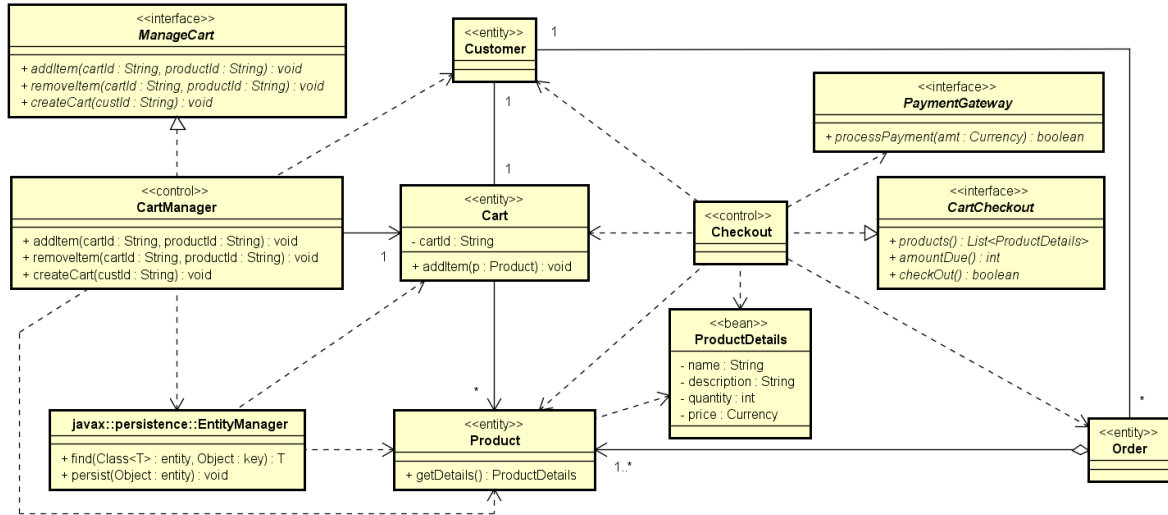 <<interface>>
ManageCart
+ addItem(cartId : String, productId : String) : void
+ removeItem(cartId : String, productId : String) : void
+ createCart(custId : String) : void
<<entity>>
Customer
1
1
1
*
<<interface>>
PaymentGateway
+ processPayment(amt : Currency) : boolean
<<control>>
CartManager
+ addItem(cartId : String, productId : String) : void
+ removeItem(cartId : String, productId : String) : void
+ createCart(custId : String) : void
1
<<entity>>
Cart
- cartId : String
+ addItem(p : Product) : void
<<control>>
Checkout
<<interface>>
CartCheckout
+ products() : List<ProductDetails>
+ amountDue() : int
+ checkOut() : boolean
<<bean>>
ProductDetails
- name : String
- description : String
- quantity : int
- price : Currency
*
javax::persistence::EntityManager
+ find(Class<T> : entity, Object : key) : T
+ persist(Object : entity) : void
<<entity>>
Product
+ getDetails() : ProductDetails
1..*
<<entity>>
Order